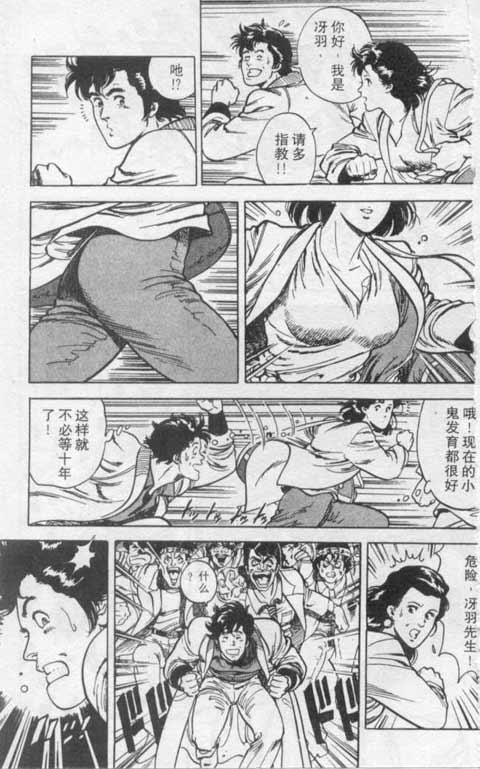 你好，
我是
冴羽，
请多
指教!!
吔!?
哦！现在的小
鬼发育都很好
这样就
不必等十年
了！
危险，冴羽先生！
什么
？